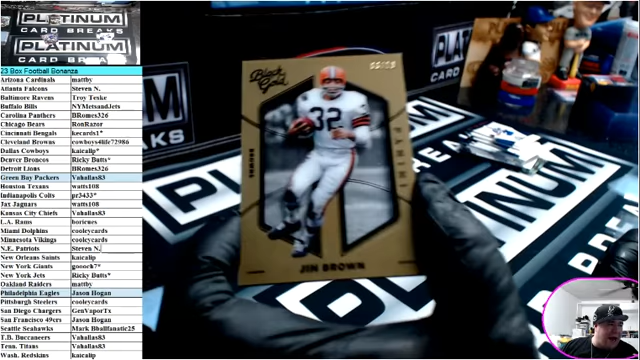 PLATINUM
CARD BREAKS
PLATINUM
CARD BREAKS
23 Box Football Bonanza
Arizona Cardinals mattby
Atlanta Falcons Steven N.
Baltimore Ravens Troy Teske
Buffalo Bills NYMetsandJets
Carolina Panthers BRomes326
Chicago Bears RonRazor
Cincinnati Bengals kecards1*
Cleveland Browns cowboys4life72986
Dallas Cowboys katcalip*
Denver Broncos Ricky Butts*
Detroit Lions BRomes326
Green Bay Packers Vahallas83
Houston Texans watts108
Indianapolis Colts pr3433*
Jax Jaguars watts108
Kansas City Chiefs Vahallas83
L.A. Rams boricues
Miami Dolphins cooleycards
Minnesota Vikings cooleycards
N.E. Patriots Steven N.
New Orleans Saints katcalip
New York Giants goooch7*
New York Jets Ricky Butts*
Oakland Raiders mattby
Philadelphia Eagles Jason Hogan
Pittsburgh Steelers cooleycards
San Diego Chargers GenVaporTx
San Francisco 49ers Jason Hogan
Seattle Seahawks Mark Bballfanatic25
T.B. Buccaneers Vahallas83
Tenn. Titans Vahallas83
Wash. Redskins katcalip
Black Gold
32
PANINI
BROWNS
JIM BROWN